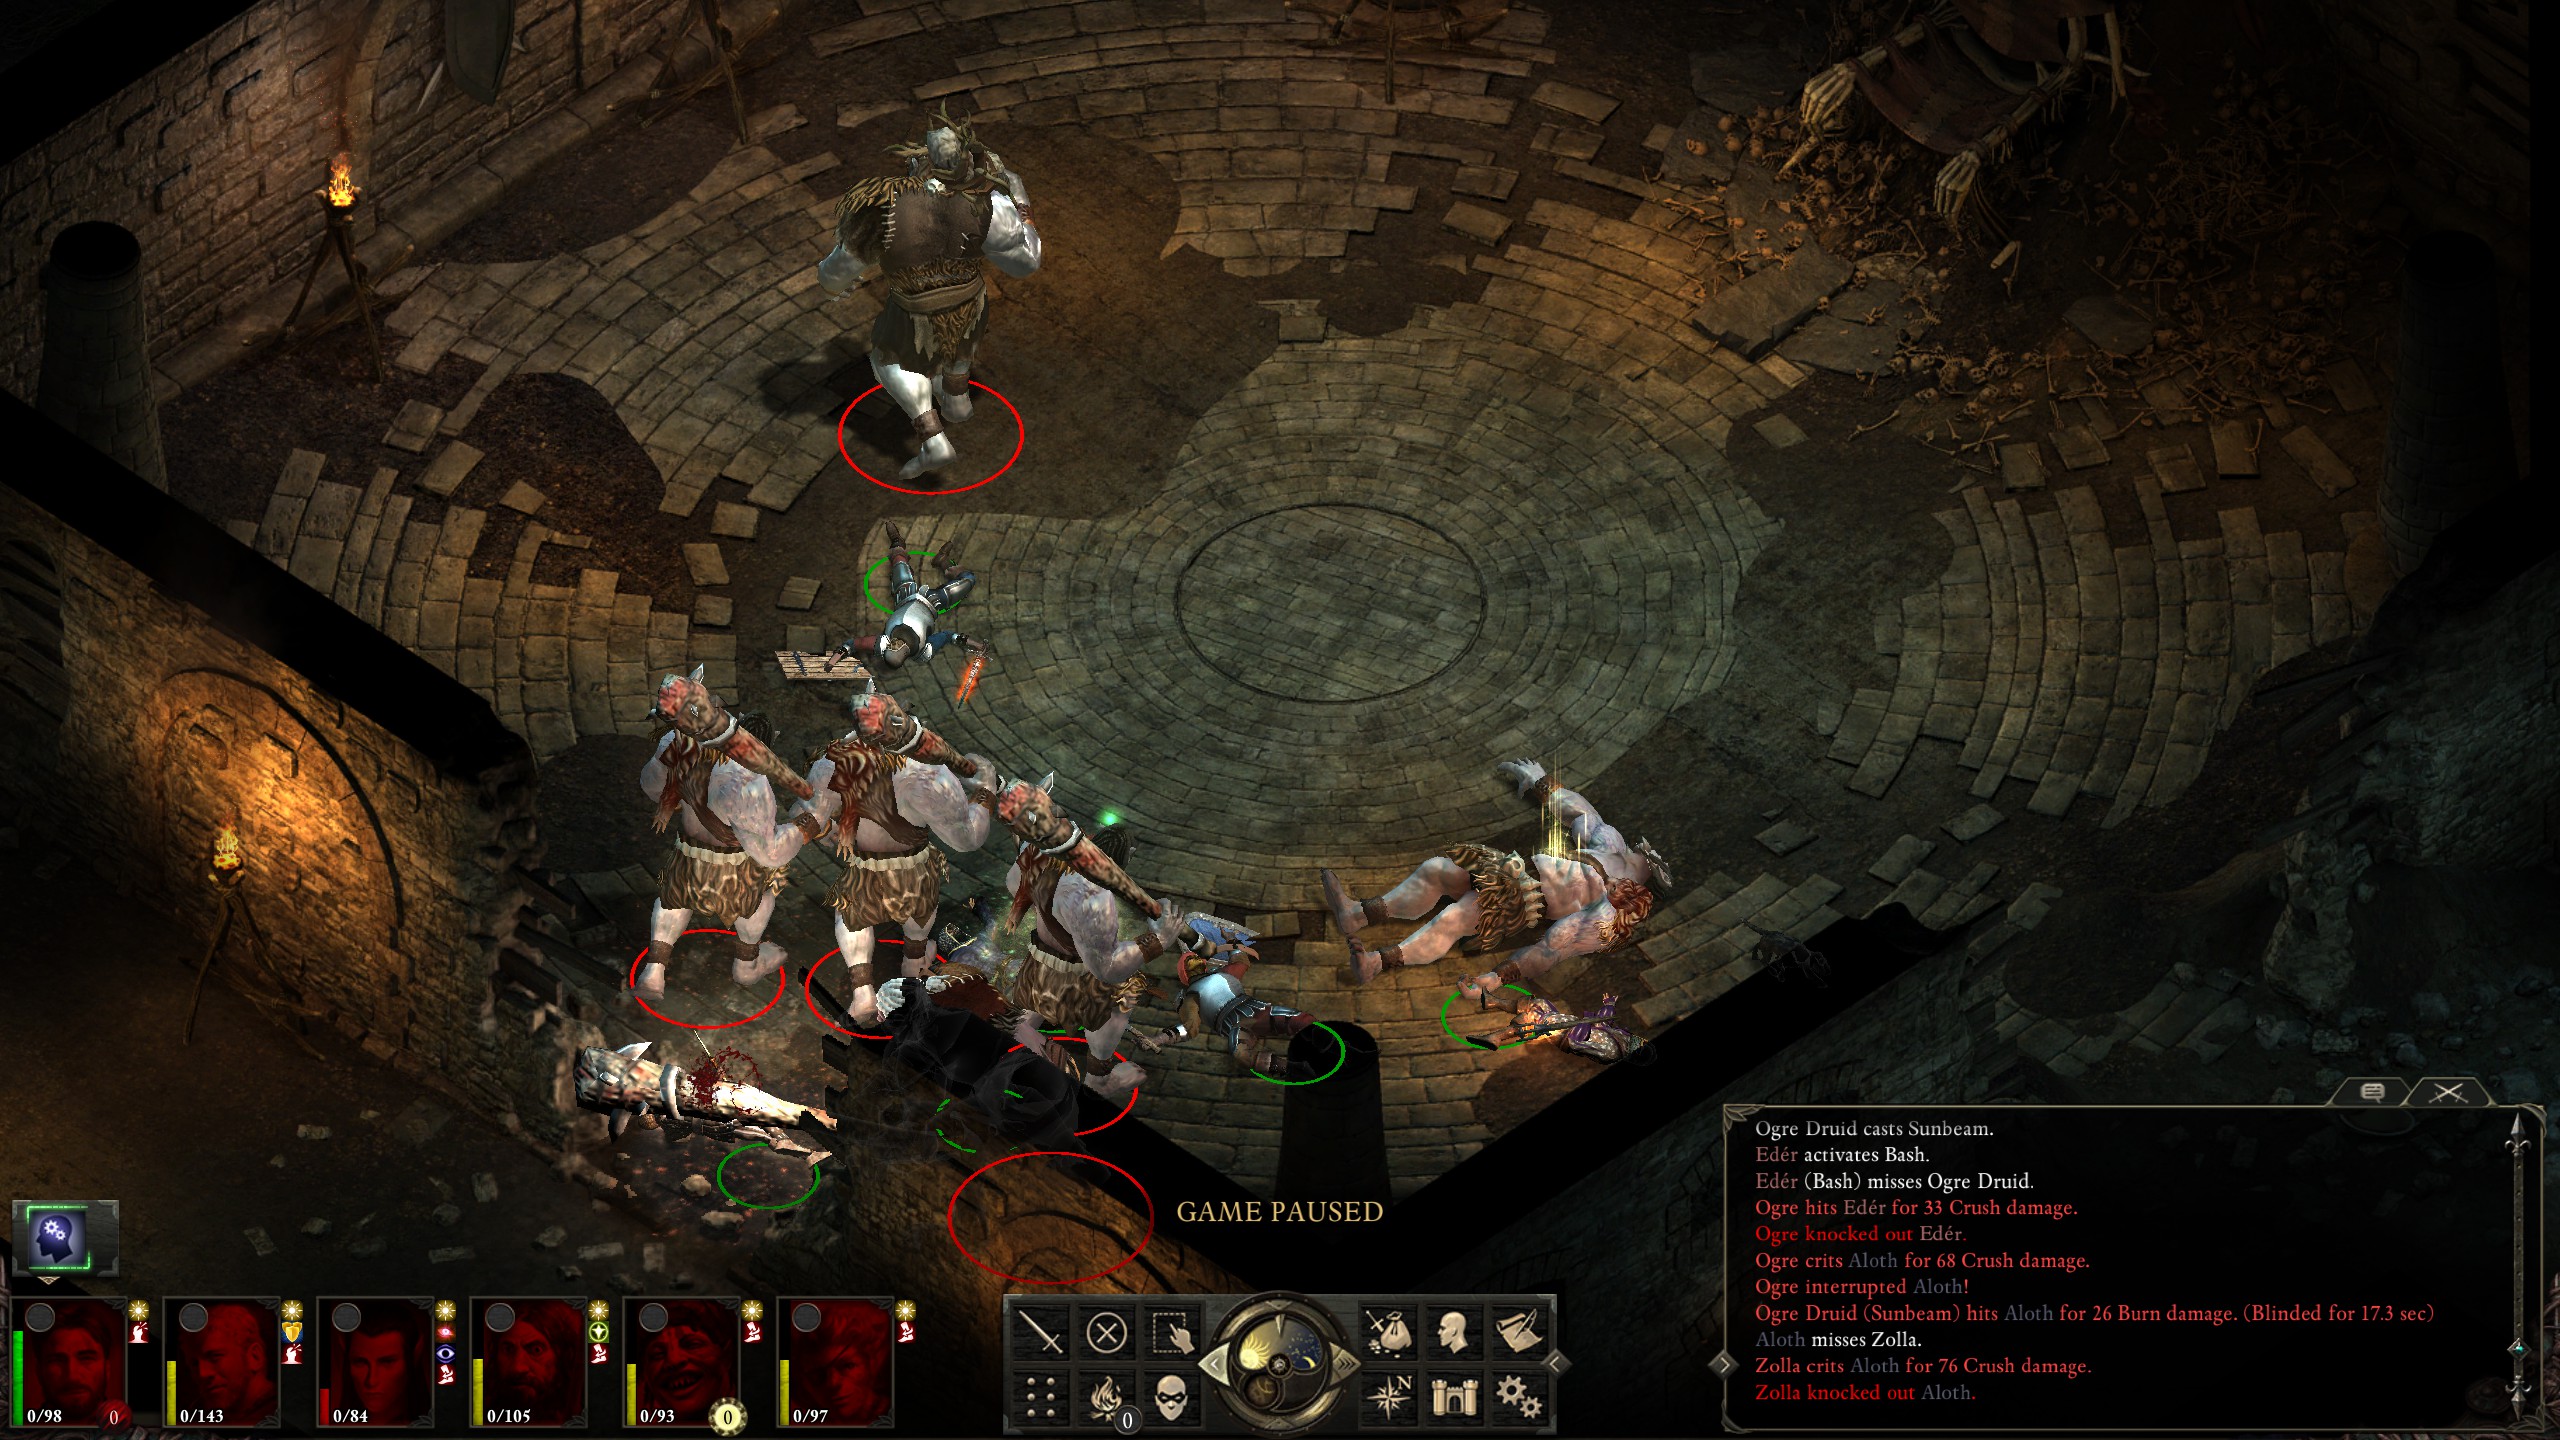 GAME PAUSED
Ogre Druid casts Sunbeam.
Edér activates Bash.
Edér (Bash) misses Ogre Druid.
Ogre hits Edér for 33 Crush damage.
Ogre knocked out Edér.
Ogre crits Aloth for 68 Crush damage.
Ogre interrupted Aloth!
Ogre Druid (Sunbeam) hits Aloth for 26 Burn damage. (Blinded for 17.3 sec)
Aloth misses Zolla.
Zolla crits Aloth for 76 Crush damage.
Zolla knocked out Aloth.
0/98 0 0/143 0/84 0/105 0/93 0 0/97
N
0